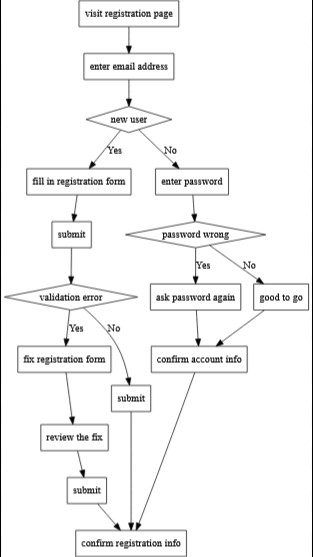 visit registration page
enter email address
new user
Yes
No
fill in registration form
enter password
submit
password wrong
Yes
No
validation error
ask password again
good to go
Yes
No
fix registration form
confirm account info
submit
review the fix
submit
confirm registration info